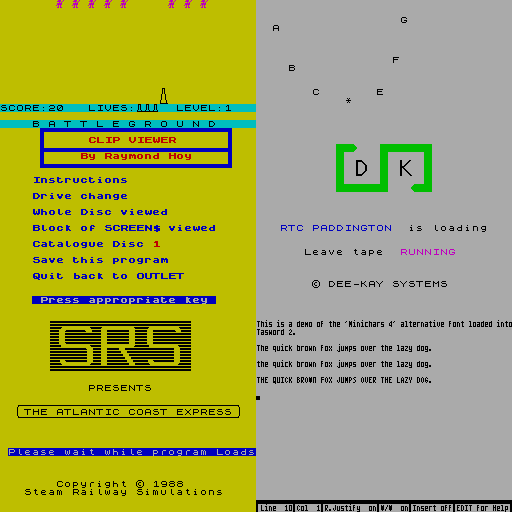 SCORE:20 LIVES: LEVEL:1
BATTLEGROUND
CLIP VIEWER
By Raymond Hoy
Instructions
Drive change
Whole Disc viewed
Block of SCREEN$ viewed
Catalogue Disc 1
Save this program
Quit back to OUTLET
Press appropriate key
SRS
PRESENTS
THE ATLANTIC COAST EXPRESS
Please wait while program Loads
Copyright © 1988
Steam Railway Simulations
G
A
F
B
C * E
D K
RTC PADDINGTON is loading
Leave tape RUNNING
© DEE-KAY SYSTEMS
This is a demo of the 'Minichars 4' alternative font loaded into
Tasword 2.
The quick brown fox jumps over the lazy dog.
the quick brown fox jumps over the lazy dog.
THE QUICK BROWN FOX JUMPS OVER THE LAZY DOG.
Line 10 Col 1 R.Justify on W/W on Insert off EDIT for Help